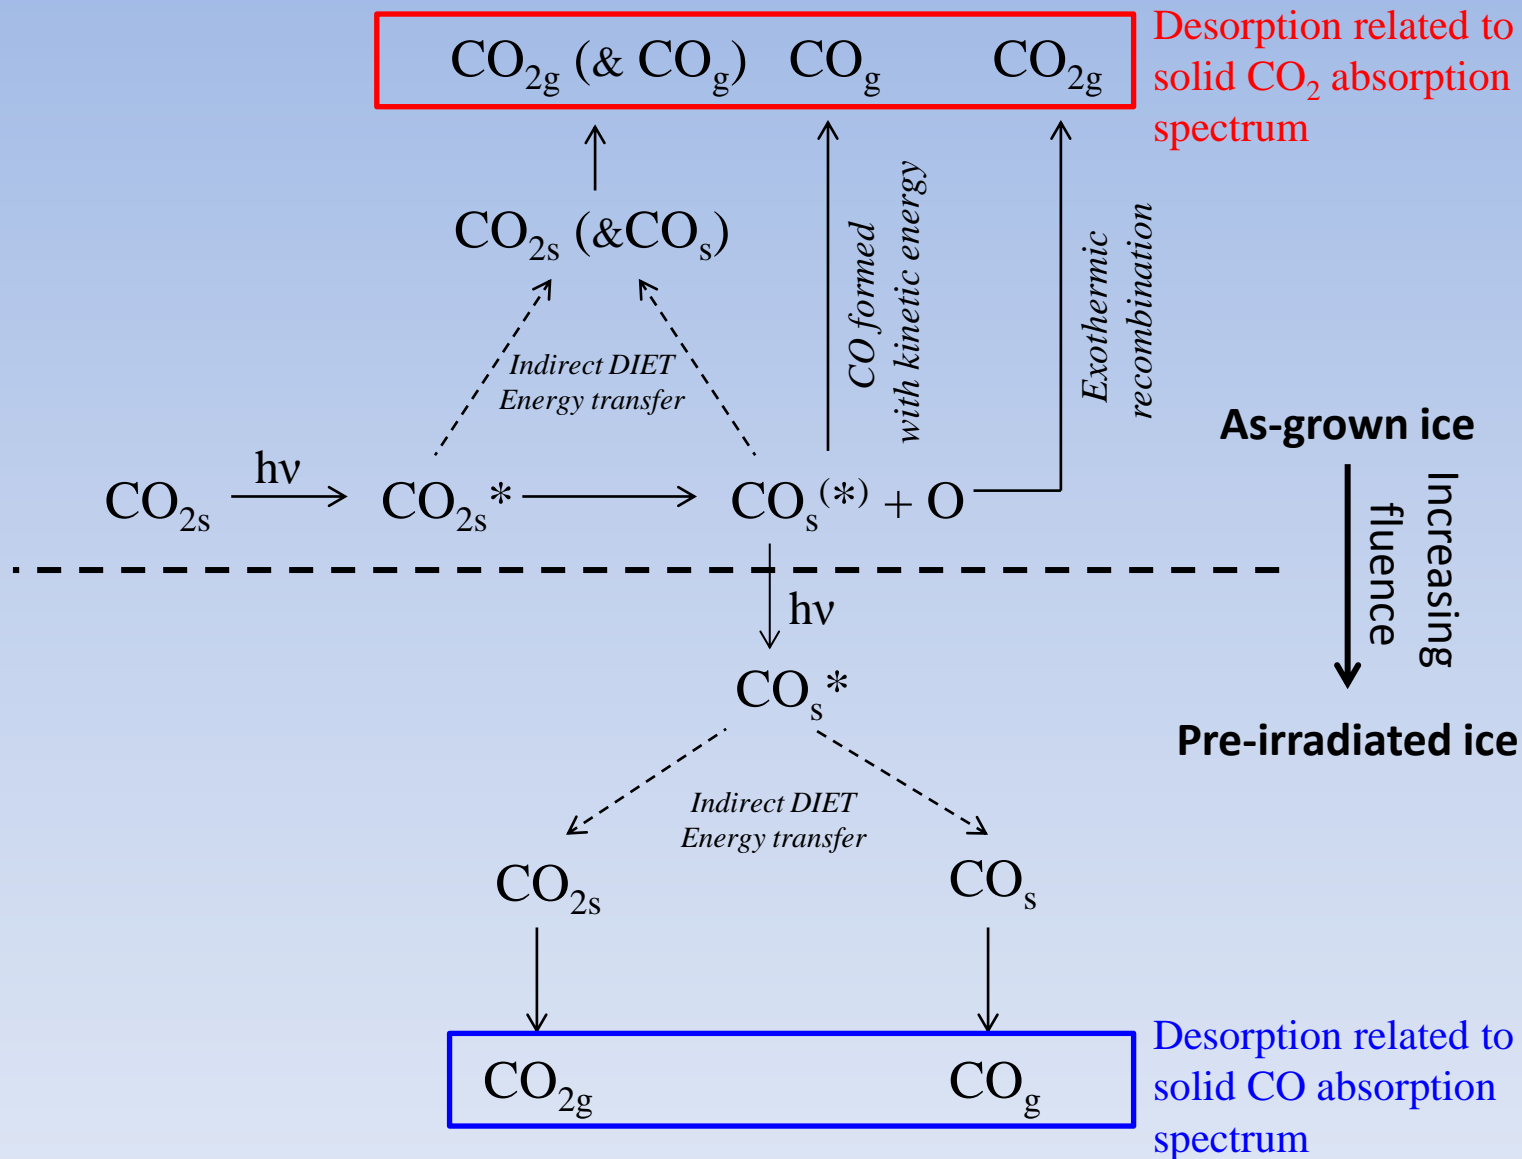 CO₂g (& COg) COg CO₂g
Desorption related to
solid CO₂ absorption
spectrum
CO₂s (&COs)
CO formed
with kinetic energy
Exothermic
recombination
Indirect DIET
Energy transfer
As-grown ice
CO₂s hν CO₂s* COs(*) + O
Increasing
fluence
hν
COs*
Pre-irradiated ice
Indirect DIET
Energy transfer
CO₂s COs
CO₂g COg
Desorption related to
solid CO absorption
spectrum